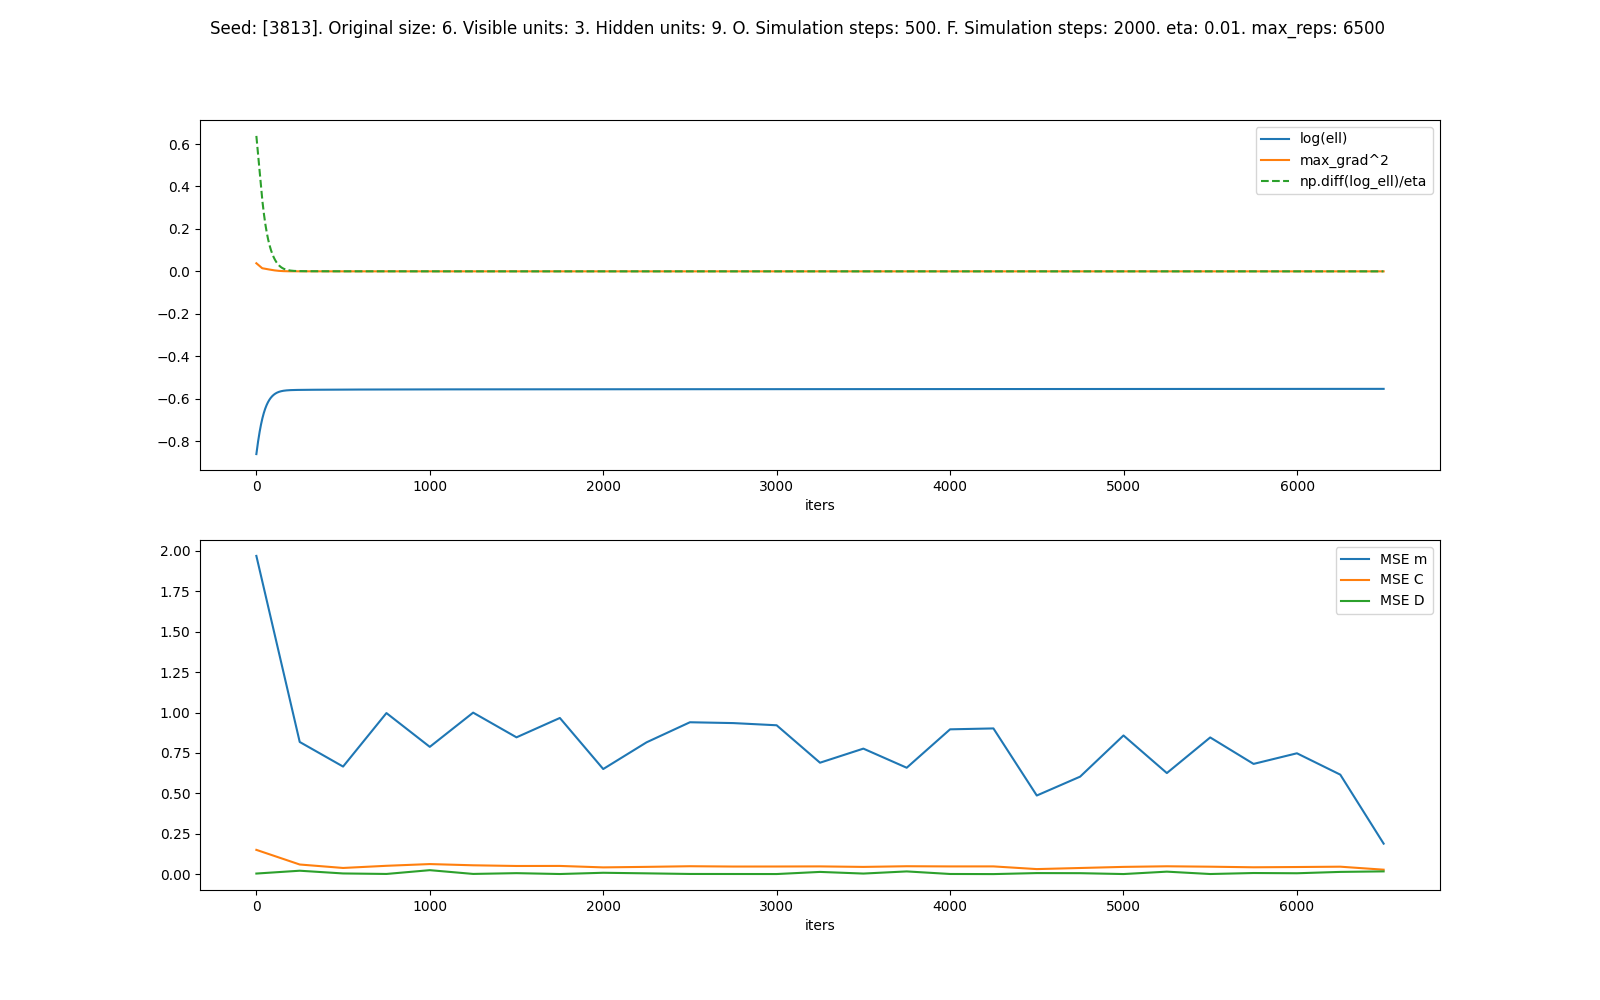 Seed: [3813]. Original size: 6. Visible units: 3. Hidden units: 9. O. Simulation steps: 500. F. Simulation steps: 2000. eta: 0.01. max_reps: 6500
0.6
0.4
0.2
0.0
−0.2
−0.4
−0.6
−0.8
log(ell)
max_grad^2
np.diff(log_ell)/eta
0 1000 2000 3000 4000 5000 6000
iters
2.00
1.75
1.50
1.25
1.00
0.75
0.50
0.25
0.00
MSE m
MSE C
MSE D
0 1000 2000 3000 4000 5000 6000
iters